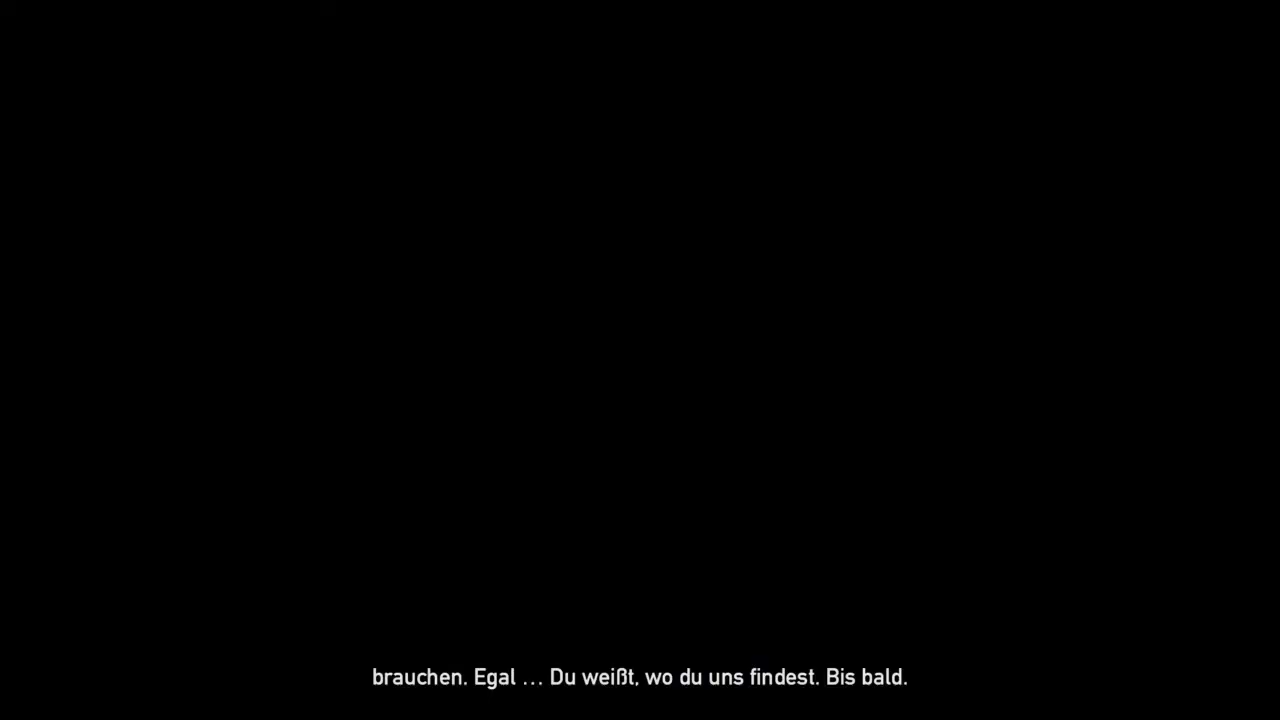 brauchen. Egal … Du weißt, wo du uns findest. Bis bald.